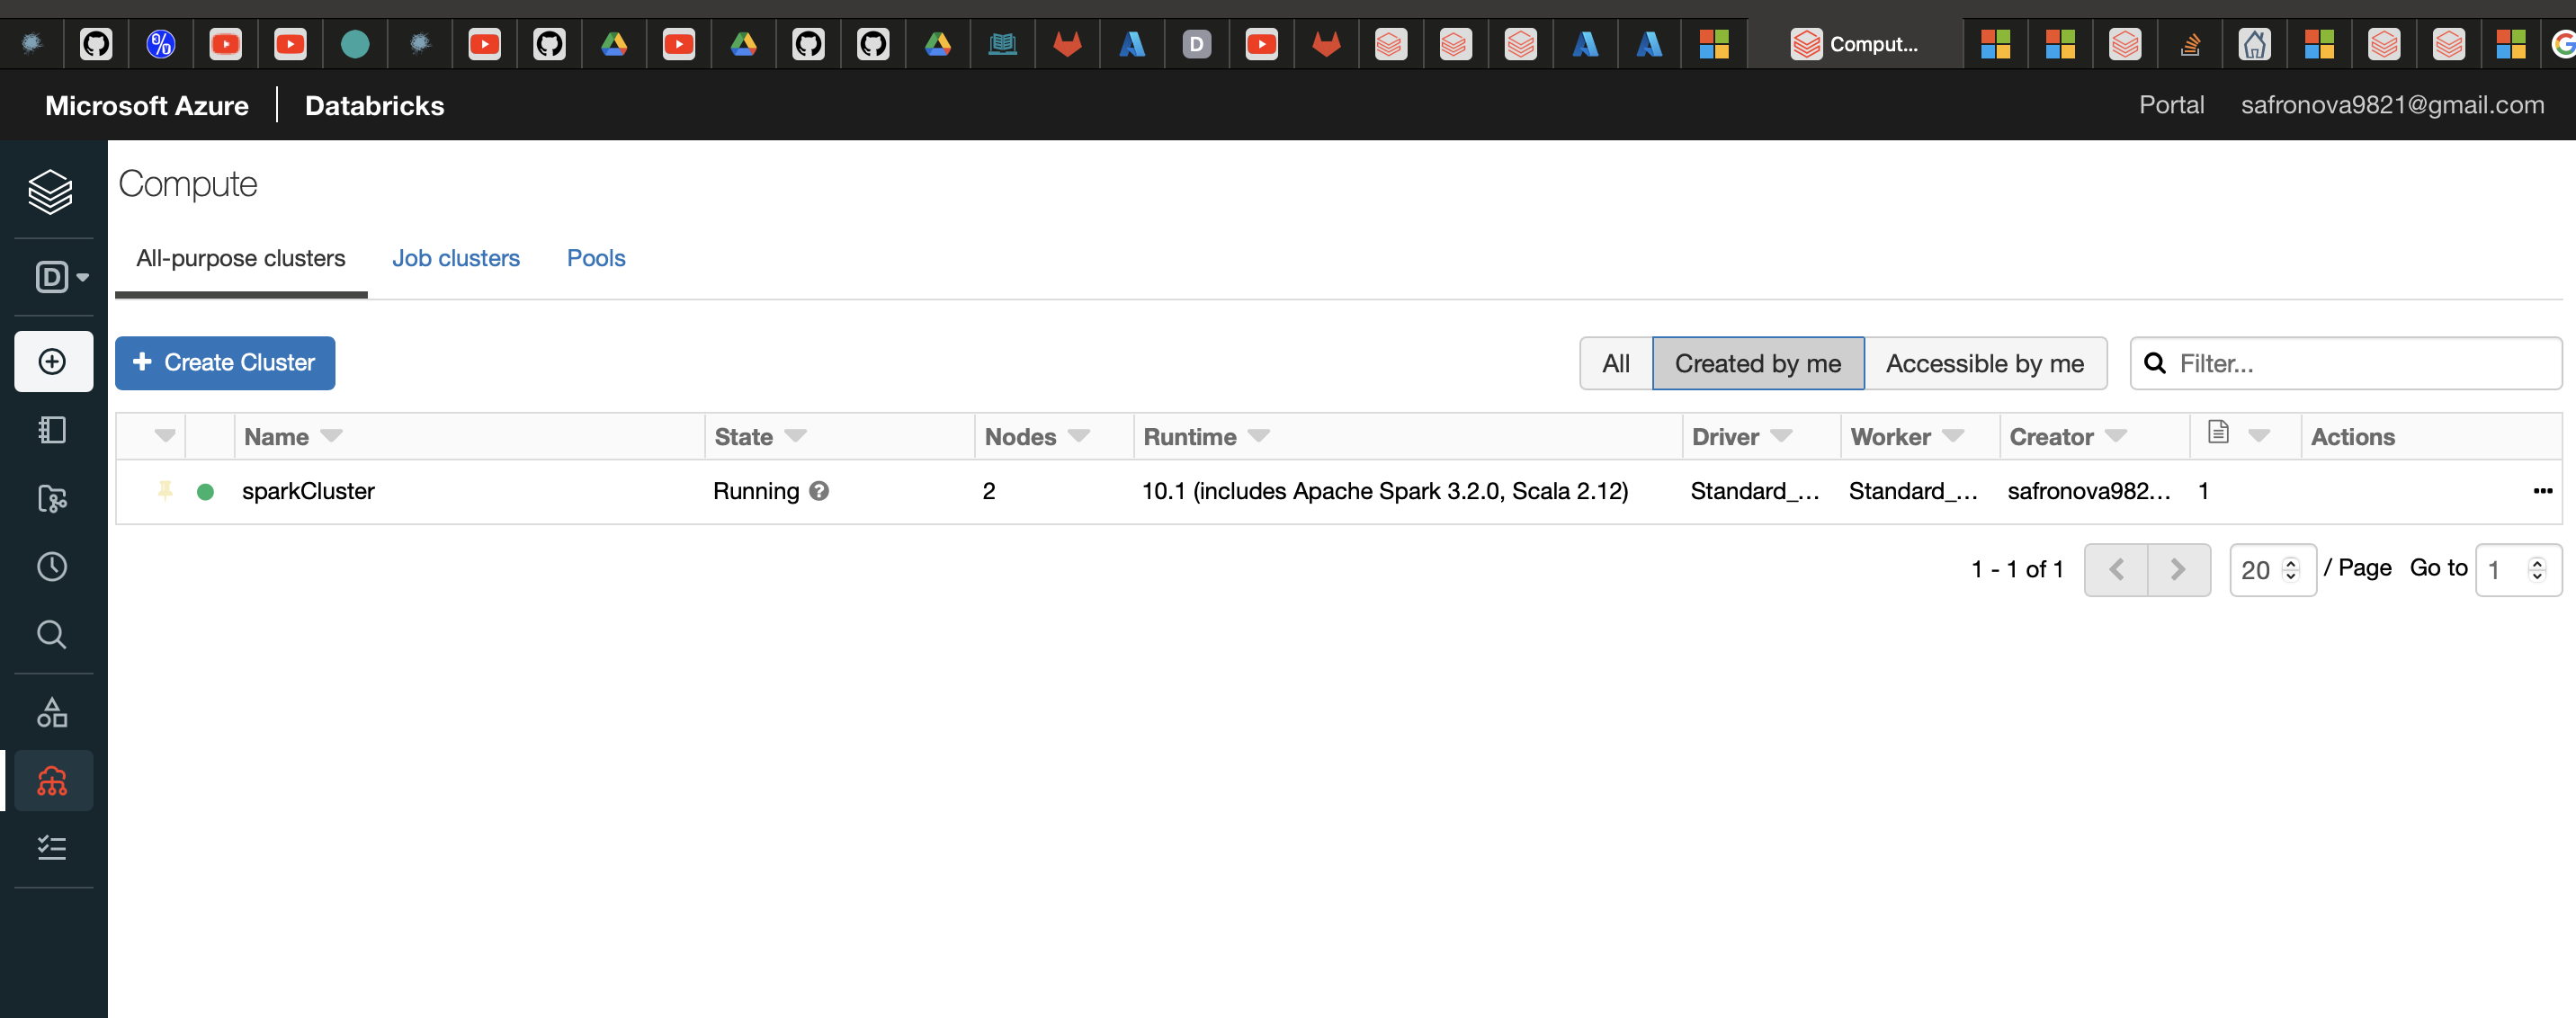 Comput...
Microsoft Azure | Databricks
Portal safronova9821@gmail.com
Compute
All-purpose clusters Job clusters Pools
+ Create Cluster
All Created by me Accessible by me Filter...
Name State Nodes Runtime Driver Worker Creator Actions
sparkCluster Running 2 10.1 (includes Apache Spark 3.2.0, Scala 2.12) Standard_... Standard_... safronova982... 1 ...
1 - 1 of 1 20 / Page Go to 1